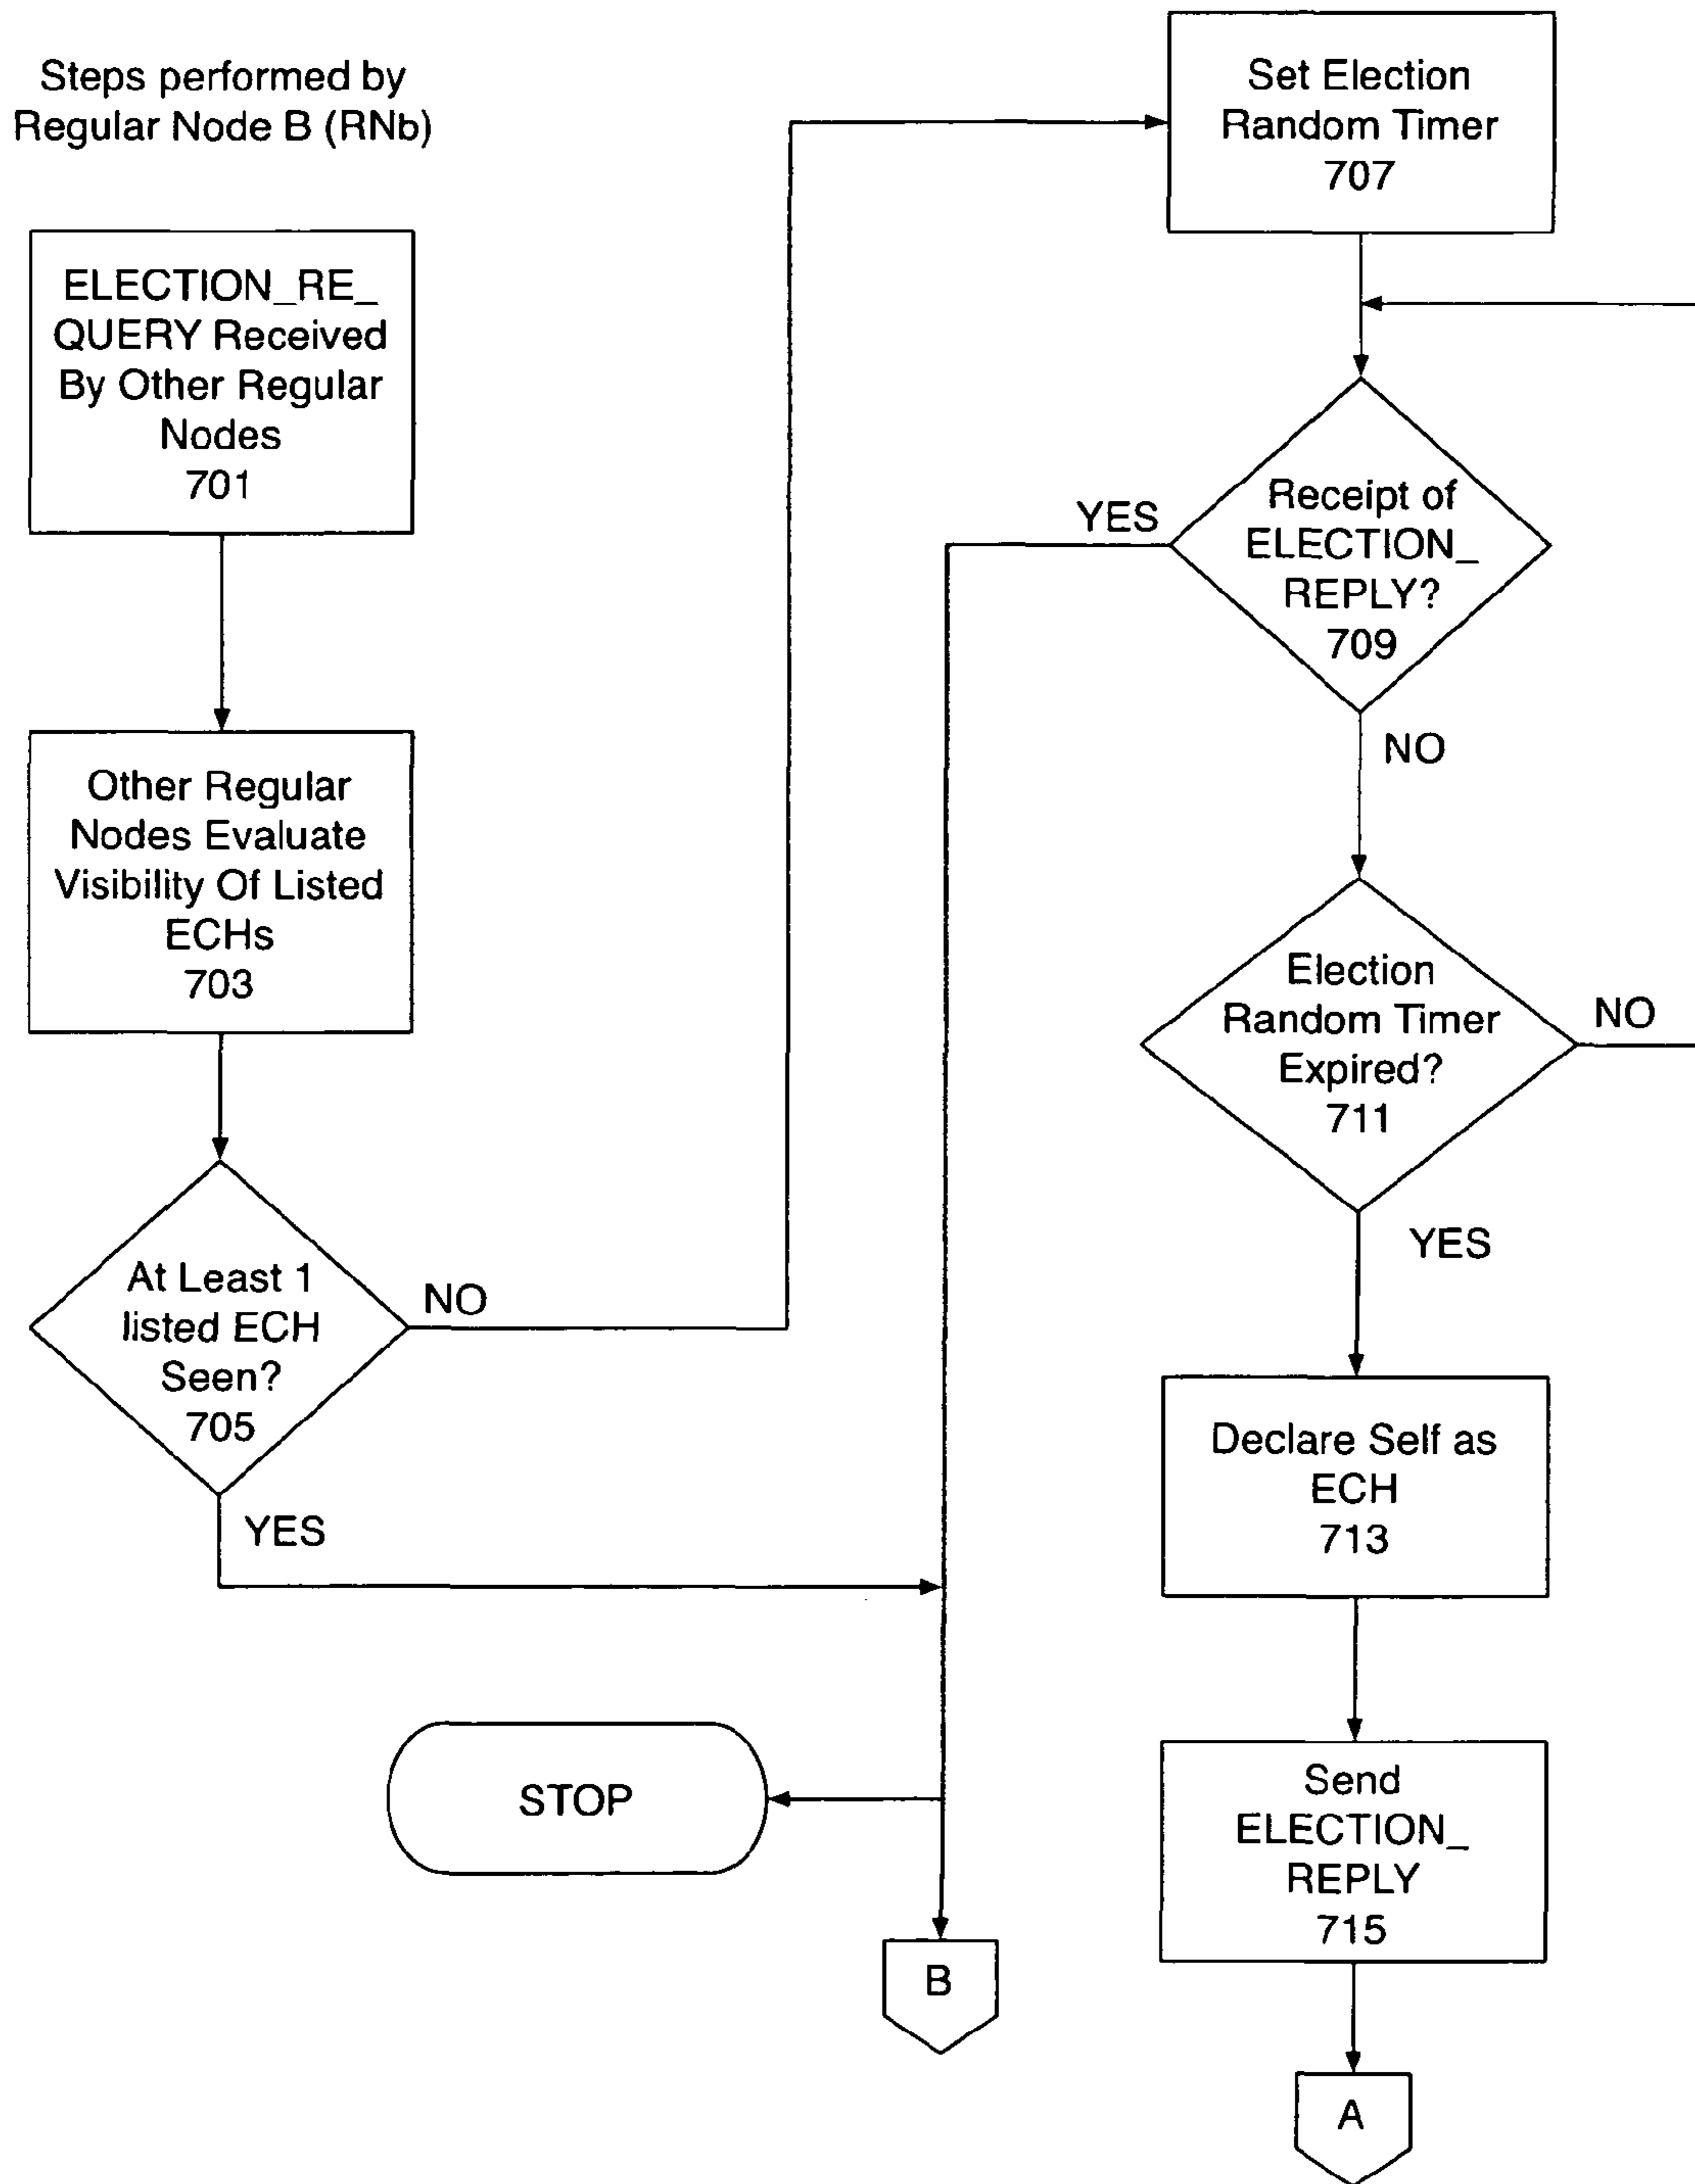 Steps performed by
Regular Node B (RNb)
ELECTION_RE_
QUERY Received
By Other Regular
Nodes
701
Other Regular
Nodes Evaluate
Visibility Of Listed
ECHs
703
At Least 1
listed ECH
Seen?
705
NO
YES
STOP
B
Set Election
Random Timer
707
Receipt of
ELECTION_
REPLY?
709
YES
NO
Election
Random Timer
Expired?
711
NO
YES
Declare Self as
ECH
713
Send
ELECTION_
REPLY
715
A